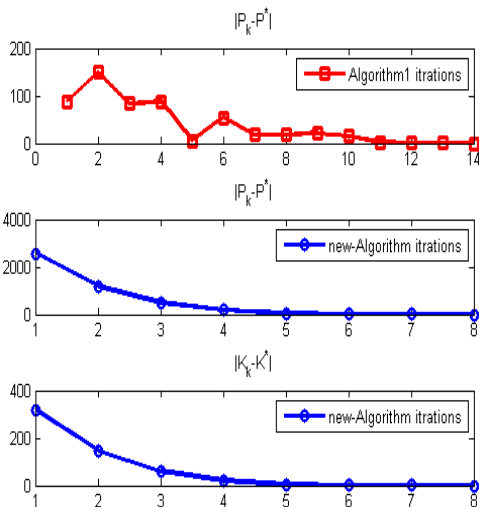 |P_k-P^*|
200
100
0
Algorithm1 itrations
0 2 4 6 8 10 12 14
|P_k-P^*|
4000
2000
0
new-Algorithm itrations
1 2 3 4 5 6 7 8
|K_k-K^*|
400
200
0
new-Algorithm itrations
1 2 3 4 5 6 7 8